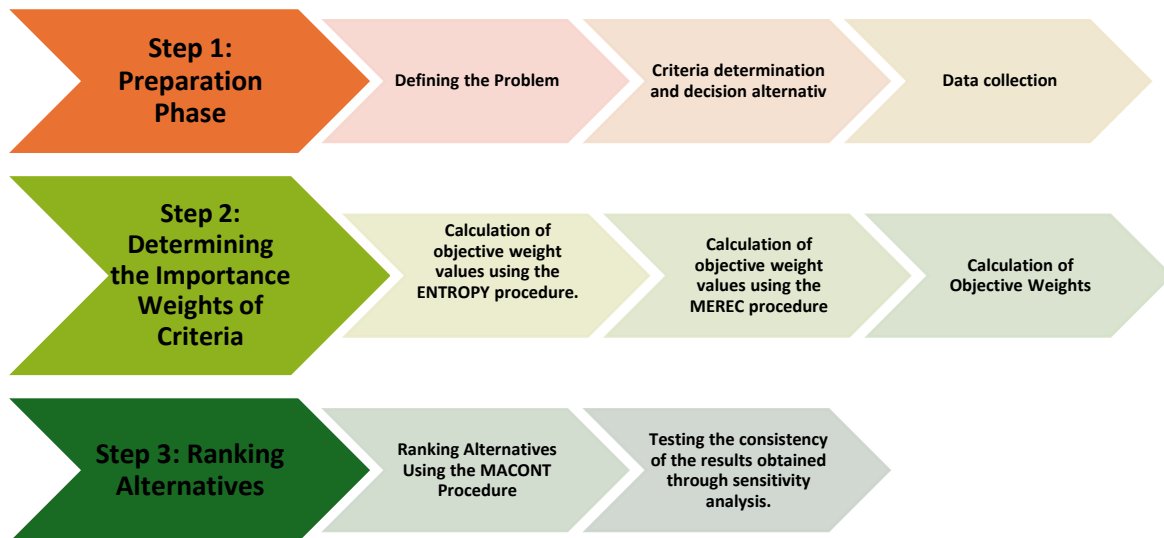 Step 1:
Preparation
Phase
Defining the Problem
Criteria determination
and decision alternativ
Data collection
Step 2:
Determining
the Importance
Weights of
Criteria
Calculation of
objective weight
values using the
ENTROPY procedure.
Calculation of
objective weight
values using the
MEREC procedure
Calculation of
Objective Weights
Step 3: Ranking
Alternatives
Ranking Alternatives
Using the MACONT
Procedure
Testing the consistency
of the results obtained
through sensitivity
analysis.